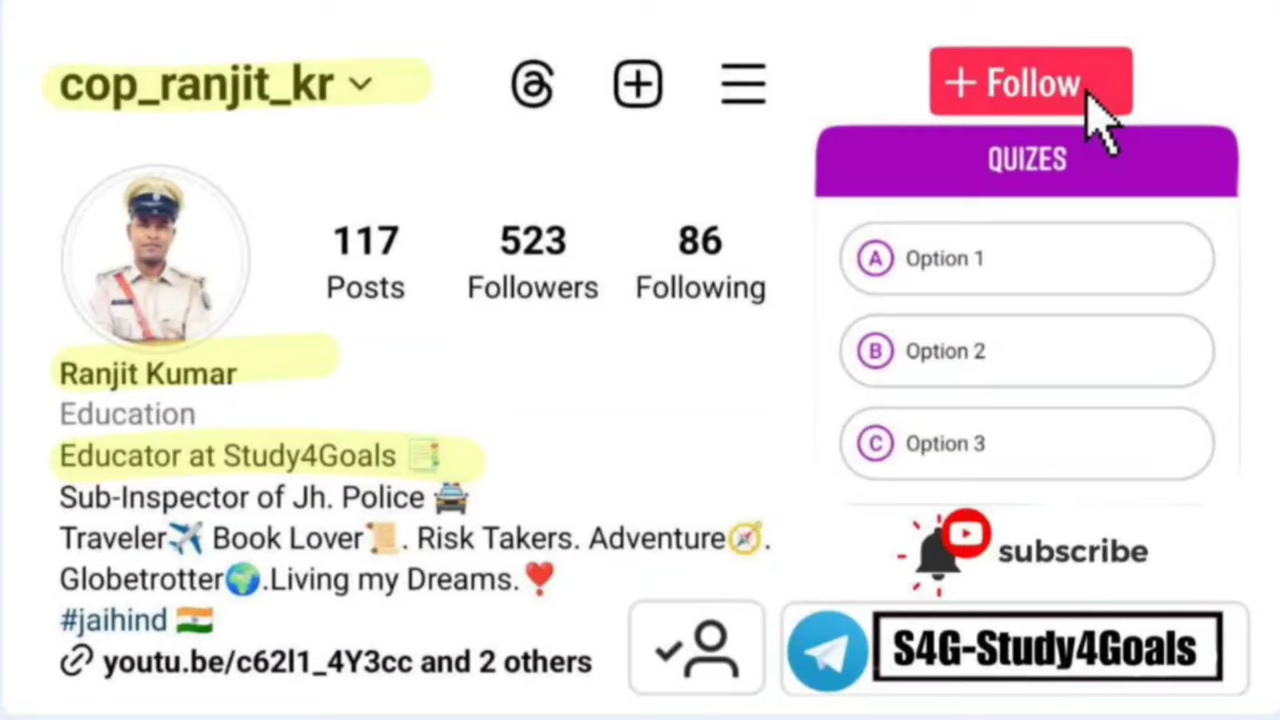 cop_ranjit_kr
+ Follow
QUIZES
117 523 86
Posts Followers Following
A Option 1
B Option 2
C Option 3
Ranjit Kumar
Education
Educator at Study4Goals 📑
Sub-Inspector of Jh. Police 🚔
Traveler✈️ Book Lover📜. Risk Takers. Adventure🧭.
Globetrotter🌍.Living my Dreams.❣️
#jaihind 🇮🇳
youtu.be/c62l1_4Y3cc and 2 others
subscribe
S4G-Study4Goals